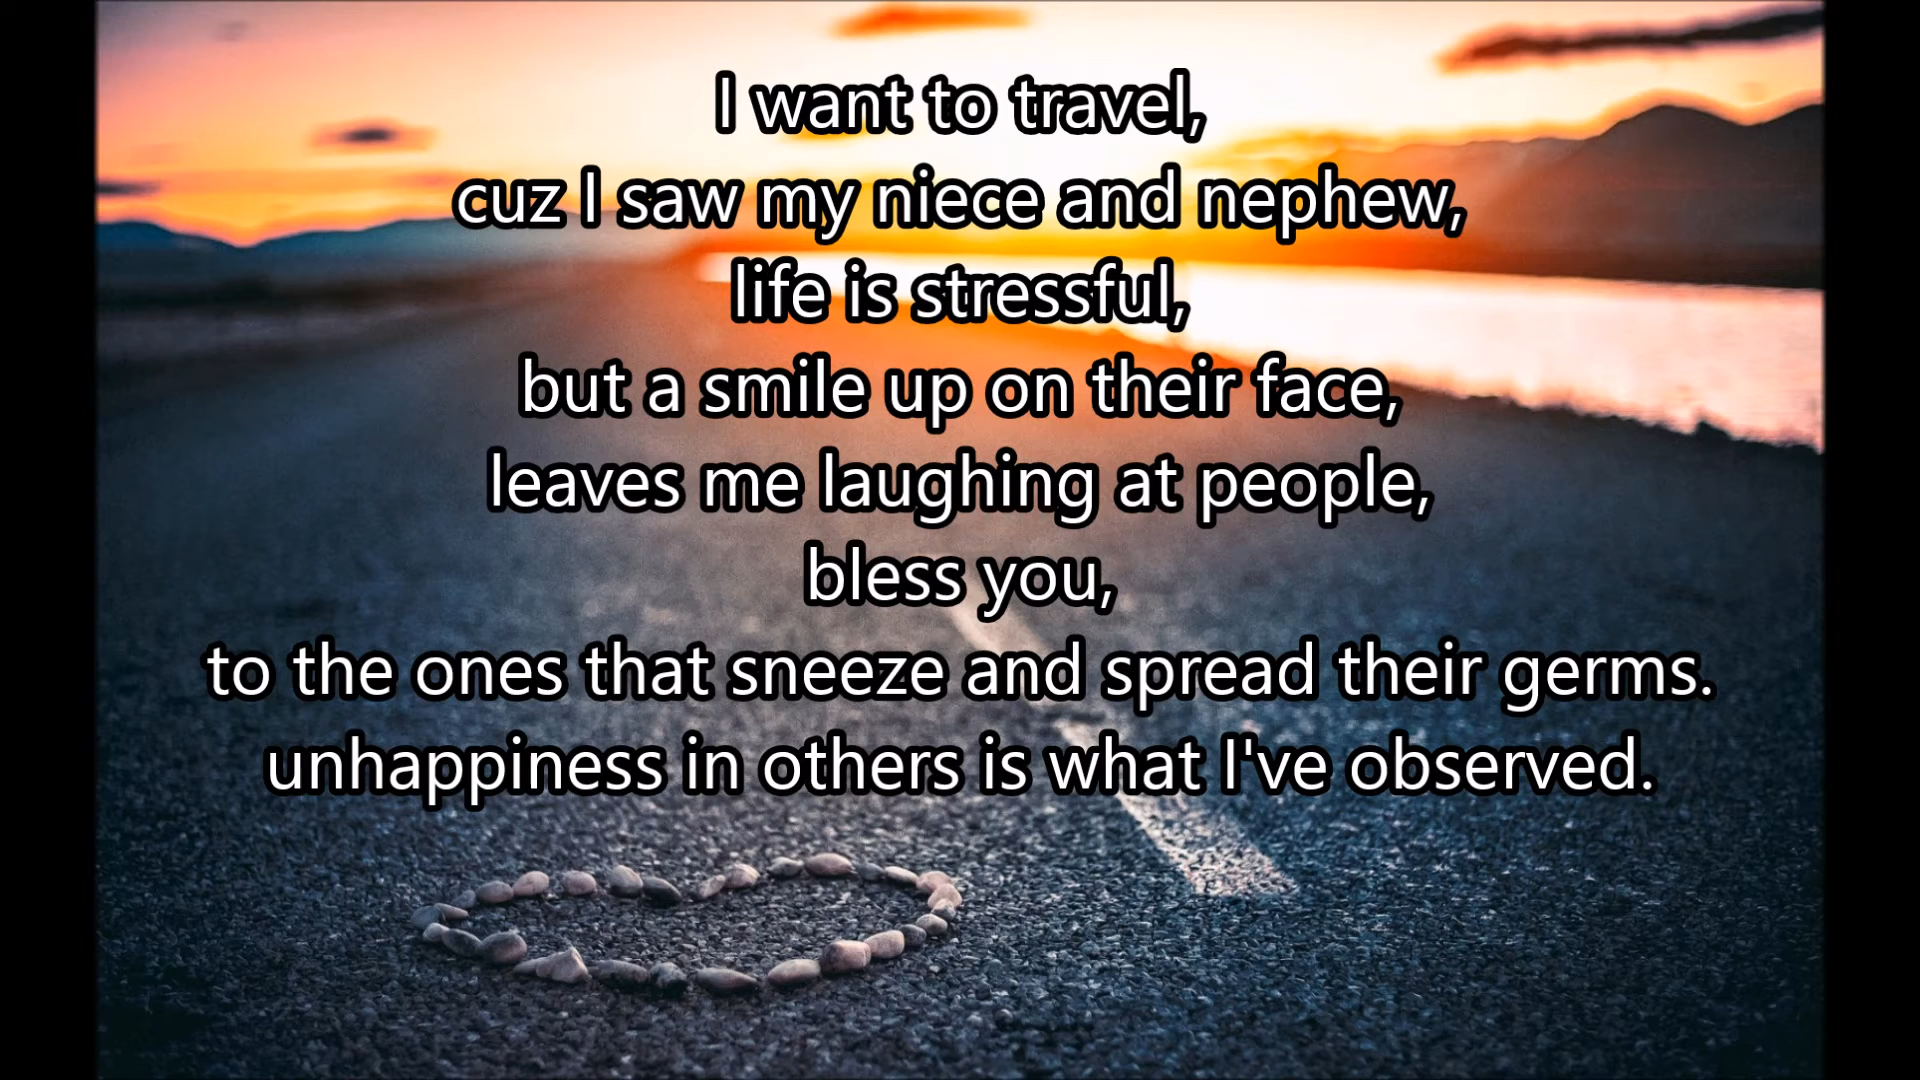 I want to travel,
cuz I saw my niece and nephew,
life is stressful,
but a smile up on their face,
leaves me laughing at people,
bless you,
to the ones that sneeze and spread their germs.
unhappiness in others is what I've observed.